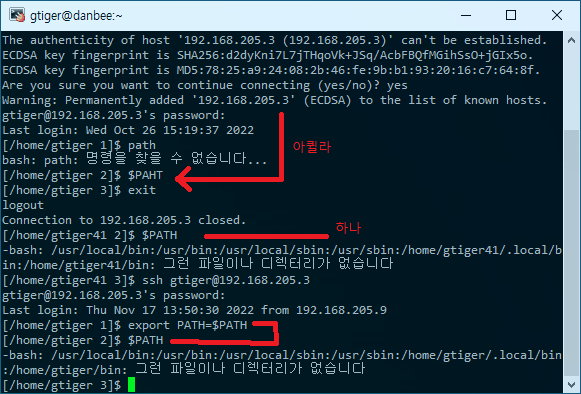 gtiger@danbee:~
The authenticity of host '192.168.205.3 (192.168.205.3)' can't be established.
ECDSA key fingerprint is SHA256:d2dyKni7L7jTHqoVk+JSq/AcbFBQfMGihSsO+jGIx5o.
ECDSA key fingerprint is MD5:78:25:a9:24:08:2b:46:fe:9b:b1:93:20:16:c7:64:8f.
Are you sure you want to continue connecting (yes/no)? yes
Warning: Permanently added '192.168.205.3' (ECDSA) to the list of known hosts.
gtiger@192.168.205.3's password:
Last login: Wed Oct 26 15:19:37 2022
[/home/gtiger 1]$ path
아퀼라
bash: path: 명령을 찾을 수 없습니다...
[/home/gtiger 2]$ $PAHT
[/home/gtiger 3]$ exit
logout
Connection to 192.168.205.3 closed.
하나
[/home/gtiger41 2]$ $PATH
-bash: /usr/local/bin:/usr/bin:/usr/local/sbin:/usr/sbin:/home/gtiger41/.local/b
in:/home/gtiger41/bin: 그런 파일이나 디렉터리가 없습니다
[/home/gtiger41 3]$ ssh gtiger@192.168.205.3
gtiger@192.168.205.3's password:
Last login: Thu Nov 17 13:50:30 2022 from 192.168.205.9
[/home/gtiger 1]$ export PATH=$PATH
[/home/gtiger 2]$ $PATH
-bash: /usr/local/bin:/usr/bin:/usr/local/sbin:/usr/sbin:/home/gtiger/.local/bin
:/home/gtiger/bin: 그런 파일이나 디렉터리가 없습니다
[/home/gtiger 3]$